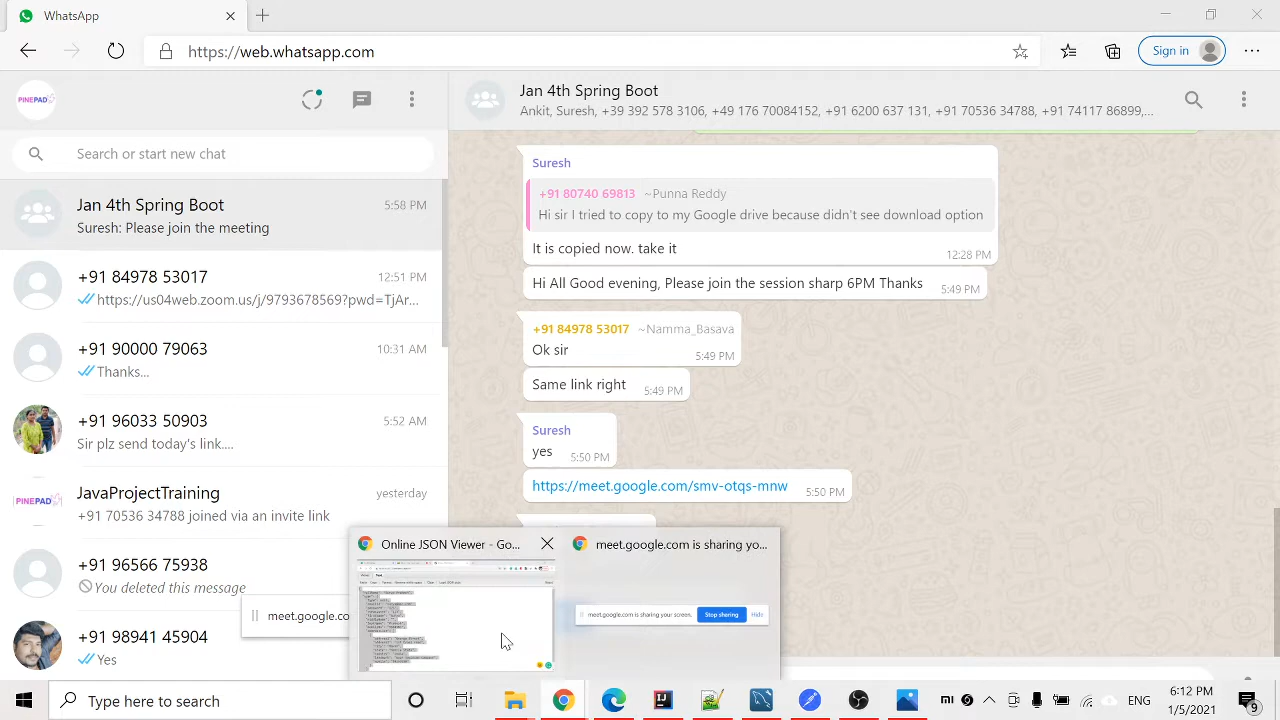 WhatsApp
https://web.whatsapp.com
Sign in
PINEPAD
Search or start new chat
Jan 4th Spring Boot
5:58 PM
Suresh: Please join the meeting
+91 84978 53017
12:51 PM
https://us04web.zoom.us/j/9793678569?pwd=TjAr...
+91 90000 79063
10:31 AM
Thanks...
+91 96033 50903
5:52 AM
Sir plz send today's link....
PINEPAD
JavaProjectTraining
yesterday
+91 70536 34788 joined via an invite link
+91 96566 75938
this message
+91 98741 45904
Jan 4th Spring Boot
Ankit, Suresh, +39 392 578 3106, +49 176 70084152, +91 6200 637 131, +91 70536 34788, +91 74117 86899,...
Suresh
+91 80740 69813 ~Punna Reddy
Hi sir I tried to copy to my Google drive because didn't see download option
It is copied now. take it
12:28 PM
Hi All Good evening, Please join the session sharp 6PM Thanks
5:49 PM
+91 84978 53017 ~Namma_Basava
Ok sir
5:49 PM
Same link right
5:49 PM
Suresh
yes
5:50 PM
https://meet.google.com/smv-otqs-mnw
5:50 PM
Online JSON Viewer - Go...
meet.google.com is sharing yo...
meet.google.co
meet.google.com is sharing your screen.
Stop sharing
Hide
Type here to search
ENG
6:12 PM
1/5/2021
9